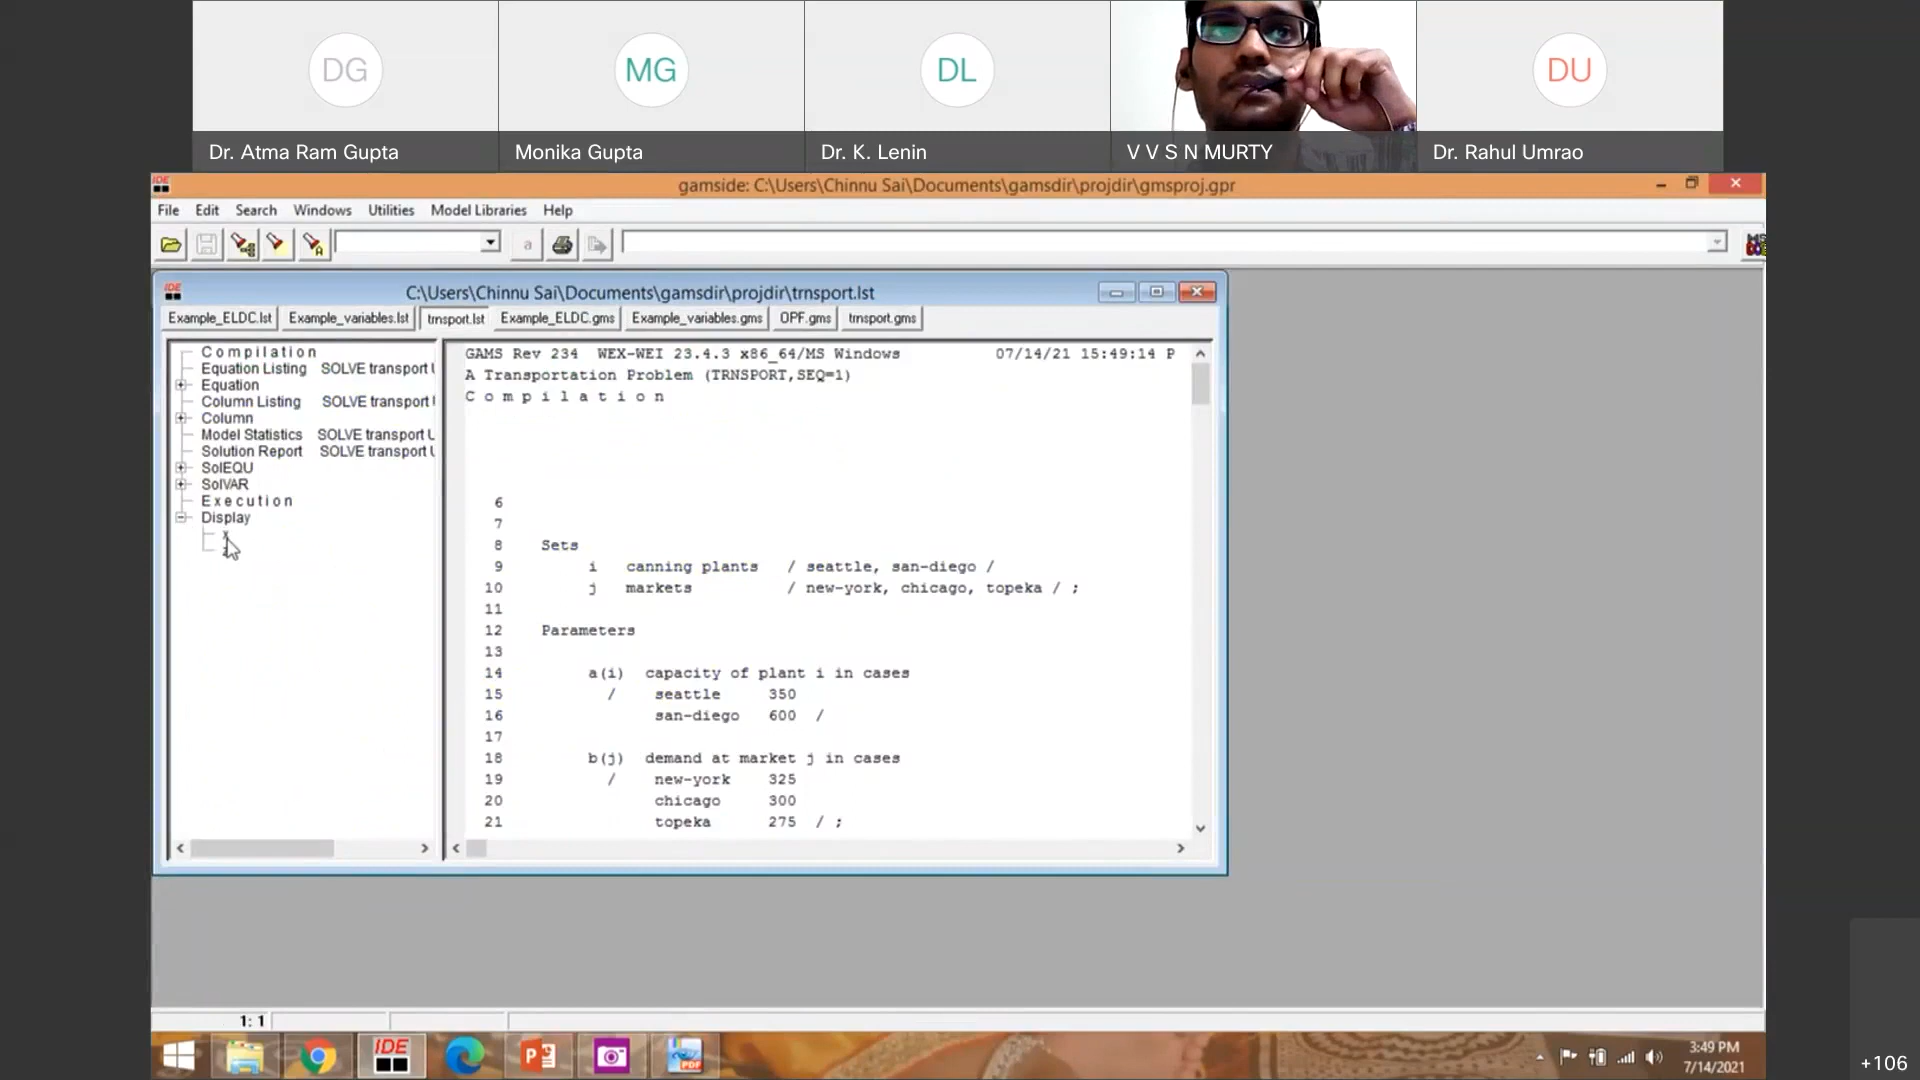 DG
MG
DL
DU
Dr. Atma Ram Gupta
Monika Gupta
Dr. K. Lenin
V V S N MURTY
Dr. Rahul Umrao
IDE
gamside: C:\Users\Chinnu Sai\Documents\gamsdir\projdir\gmsproj.gpr
File Edit Search Windows Utilities Model Libraries Help
a
IDE
C:\Users\Chinnu Sai\Documents\gamsdir\projdir\trnsport.lst
Example_ELDC.lst Example_variables.lst trnsport.lst Example_ELDC.gms Example_variables.gms OPF.gms trnsport.gms
C o m p i l a t i o n
Equation Listing SOLVE transport U
Equation
Column Listing SOLVE transport
Column
Model Statistics SOLVE transport U
Solution Report SOLVE transport U
SolEQU
SolVAR
E x e c u t i o n
Display
x
GAMS Rev 234 WEX-WEI 23.4.3 x86_64/MS Windows 07/14/21 15:49:14 P
A Transportation Problem (TRNSPORT,SEQ=1)
C o m p i l a t i o n
6
7
8 Sets
9 i canning plants / seattle, san-diego /
10 j markets / new-york, chicago, topeka / ;
11
12 Parameters
13
14 a(i) capacity of plant i in cases
15 / seattle 350
16 san-diego 600 /
17
18 b(j) demand at market j in cases
19 / new-york 325
20 chicago 300
21 topeka 275 / ;
1: 1
IDE
PDF
3:49 PM
7/14/2021
+106